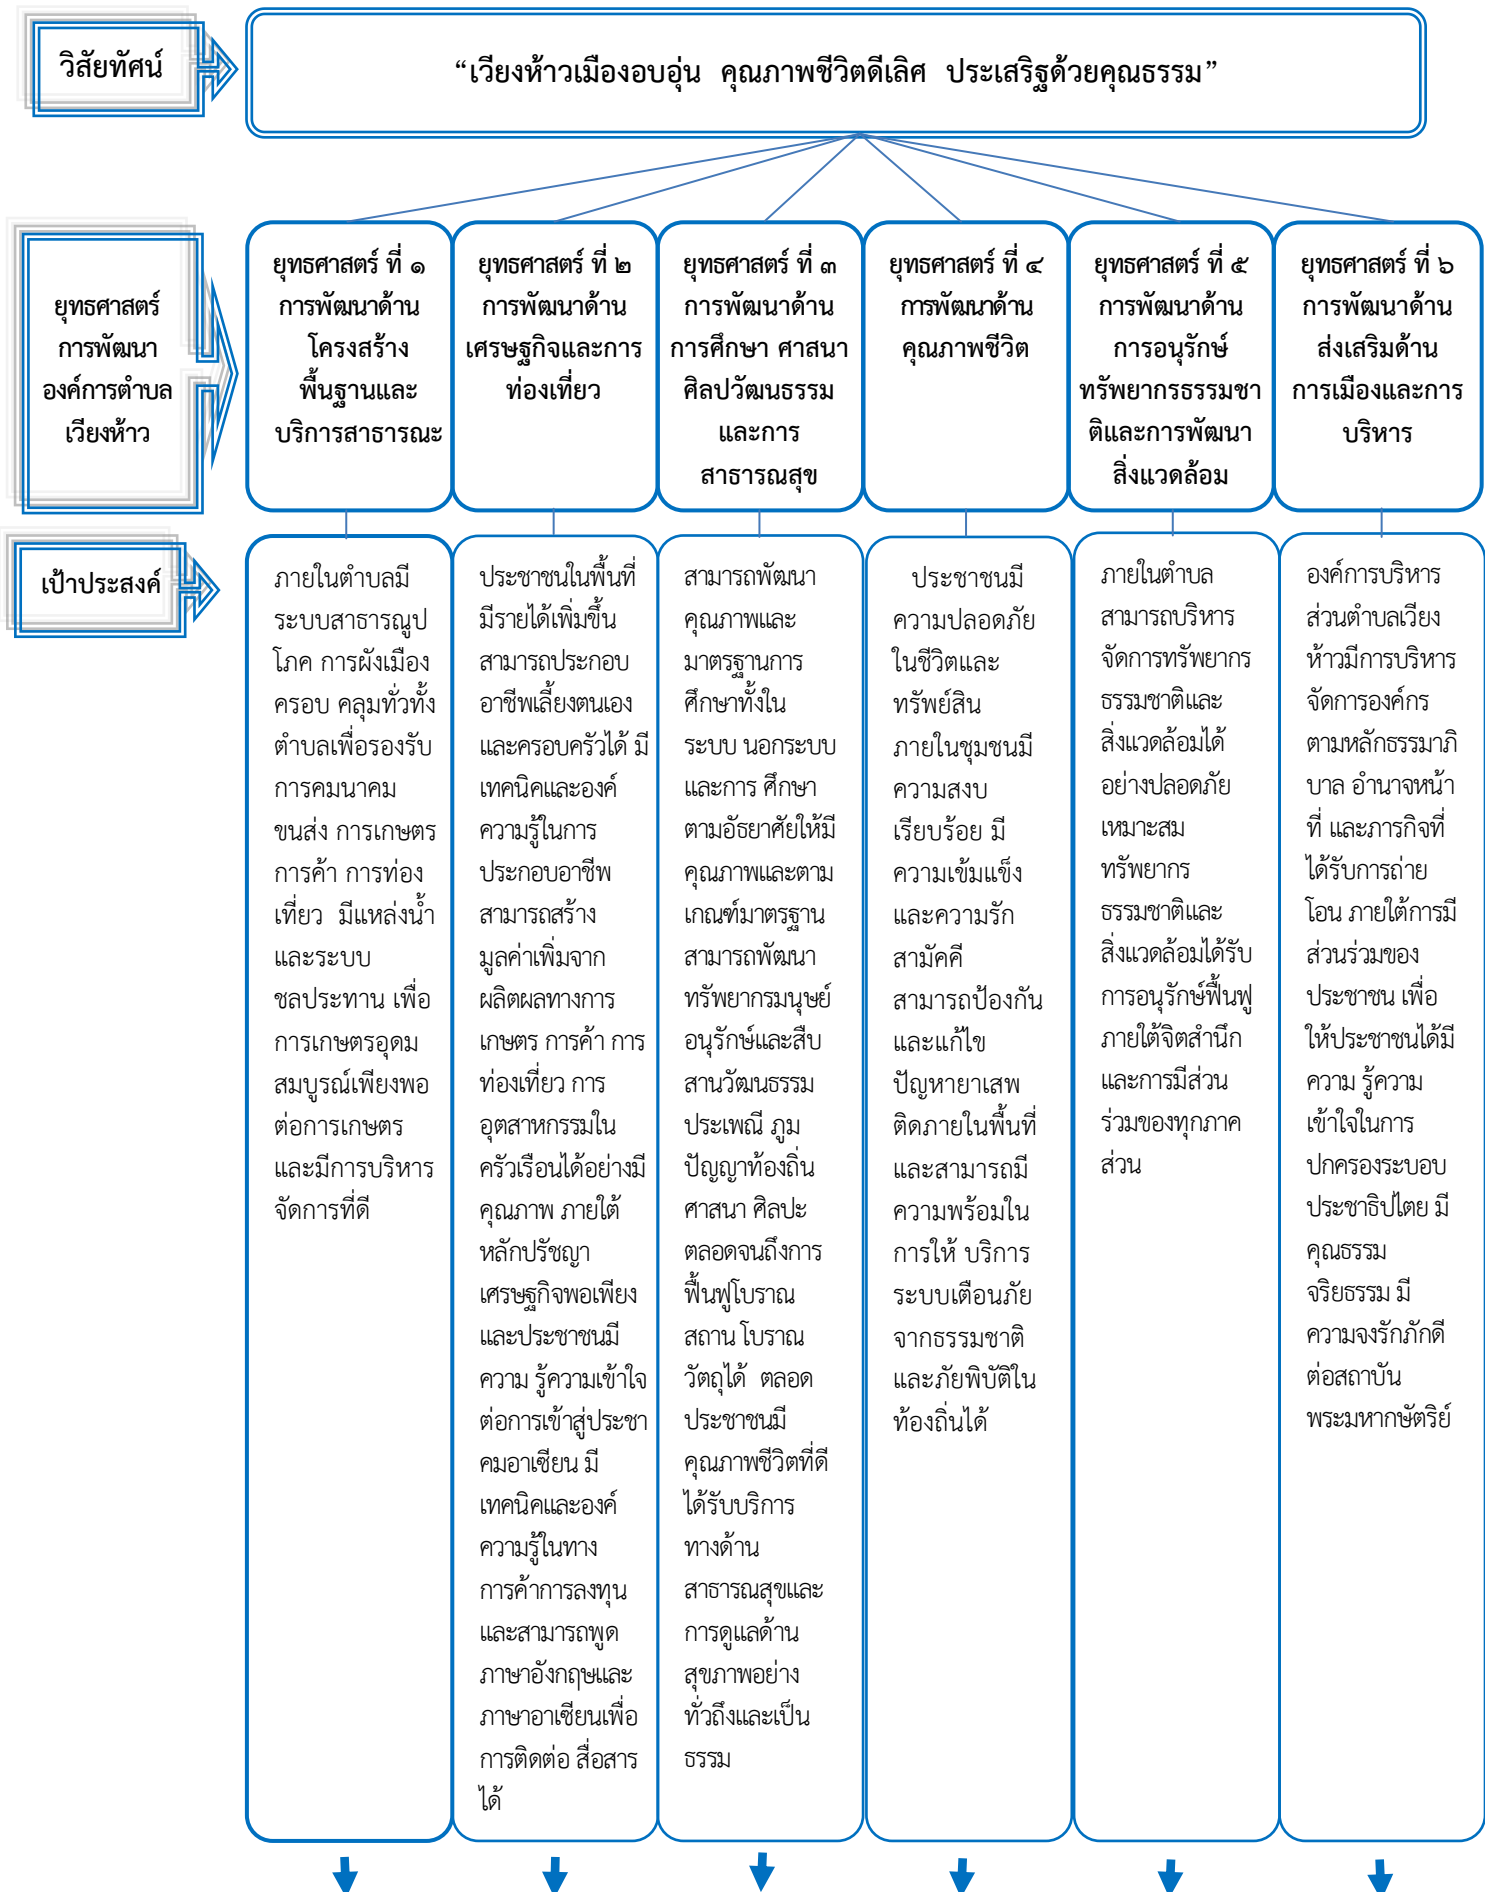 วิสัยทัศน์
“เวียงห้าวเมืองอบอุ่น คุณภาพชีวิตดีเลิศ ประเสริฐด้วยคุณธรรม”
ยุทธศาสตร์
การพัฒนา
องค์การตำบล
เวียงห้าว
ยุทธศาสตร์ ที่ ๑
การพัฒนาด้าน
โครงสร้าง
พื้นฐานและ
บริการสาธารณะ
ยุทธศาสตร์ ที่ ๒
การพัฒนาด้าน
เศรษฐกิจและการ
ท่องเที่ยว
ยุทธศาสตร์ ที่ ๓
การพัฒนาด้าน
การศึกษา ศาสนา
ศิลปวัฒนธรรม
และการ
สาธารณสุข
ยุทธศาสตร์ ที่ ๔
การพัฒนาด้าน
คุณภาพชีวิต
ยุทธศาสตร์ ที่ ๕
การพัฒนาด้าน
การอนุรักษ์
ทรัพยากรธรรมชา
ติและการพัฒนา
สิ่งแวดล้อม
ยุทธศาสตร์ ที่ ๖
การพัฒนาด้าน
ส่งเสริมด้าน
การเมืองและการ
บริหาร
เป้าประสงค์
ภายในตำบลมี
ระบบสาธารณูป
โภค การผังเมือง
ครอบ คลุมทั่วทั้ง
ตำบลเพื่อรองรับ
การคมนาคม
ขนส่ง การเกษตร
การค้า การท่อง
เที่ยว มีแหล่งน้ำ
และระบบ
ชลประทาน เพื่อ
การเกษตรอุดม
สมบูรณ์เพียงพอ
ต่อการเกษตร
และมีการบริหาร
จัดการที่ดี
ประชาชนในพื้นที่
มีรายได้เพิ่มขึ้น
สามารถประกอบ
อาชีพเลี้ยงตนเอง
และครอบครัวได้ มี
เทคนิคและองค์
ความรู้ในการ
ประกอบอาชีพ
สามารถสร้าง
มูลค่าเพิ่มจาก
ผลิตผลทางการ
เกษตร การค้า การ
ท่องเที่ยว การ
อุตสาหกรรมใน
ครัวเรือนได้อย่างมี
คุณภาพ ภายใต้
หลักปรัชญา
เศรษฐกิจพอเพียง
และประชาชนมี
ความ รู้ความเข้าใจ
ต่อการเข้าสู่ประชา
คมอาเซียน มี
เทคนิคและองค์
ความรู้ในทาง
การค้าการลงทุน
และสามารถพูด
ภาษาอังกฤษและ
ภาษาอาเซียนเพื่อ
การติดต่อ สื่อสาร
ได้
สามารถพัฒนา
คุณภาพและ
มาตรฐานการ
ศึกษาทั้งใน
ระบบ นอกระบบ
และการ ศึกษา
ตามอัธยาศัยให้มี
คุณภาพและตาม
เกณฑ์มาตรฐาน
สามารถพัฒนา
ทรัพยากรมนุษย์
อนุรักษ์และสืบ
สานวัฒนธรรม
ประเพณี ภูม
ปัญญาท้องถิ่น
ศาสนา ศิลปะ
ตลอดจนถึงการ
ฟื้นฟูโบราณ
สถาน โบราณ
วัตถุได้ ตลอด
ประชาชนมี
คุณภาพชีวิตที่ดี
ได้รับบริการ
ทางด้าน
สาธารณสุขและ
การดูแลด้าน
สุขภาพอย่าง
ทั่วถึงและเป็น
ธรรม
ประชาชนมี
ความปลอดภัย
ในชีวิตและ
ทรัพย์สิน
ภายในชุมชนมี
ความสงบ
เรียบร้อย มี
ความเข้มแข็ง
และความรัก
สามัคคี
สามารถป้องกัน
และแก้ไข
ปัญหายาเสพ
ติดภายในพื้นที่
และสามารถมี
ความพร้อมใน
การให้ บริการ
ระบบเตือนภัย
จากธรรมชาติ
และภัยพิบัติใน
ท้องถิ่นได้
ภายในตำบล
สามารถบริหาร
จัดการทรัพยากร
ธรรมชาติและ
สิ่งแวดล้อมได้
อย่างปลอดภัย
เหมาะสม
ทรัพยากร
ธรรมชาติและ
สิ่งแวดล้อมได้รับ
การอนุรักษ์ฟื้นฟู
ภายใต้จิตสำนึก
และการมีส่วน
ร่วมของทุกภาค
ส่วน
องค์การบริหาร
ส่วนตำบลเวียง
ห้าวมีการบริหาร
จัดการองค์กร
ตามหลักธรรมาภิ
บาล อำนาจหน้า
ที่ และภารกิจที่
ได้รับการถ่าย
โอน ภายใต้การมี
ส่วนร่วมของ
ประชาชน เพื่อ
ให้ประชาชนได้มี
ความ รู้ความ
เข้าใจในการ
ปกครองระบอบ
ประชาธิปไตย มี
คุณธรรม
จริยธรรม มี
ความจงรักภักดี
ต่อสถาบัน
พระมหากษัตริย์